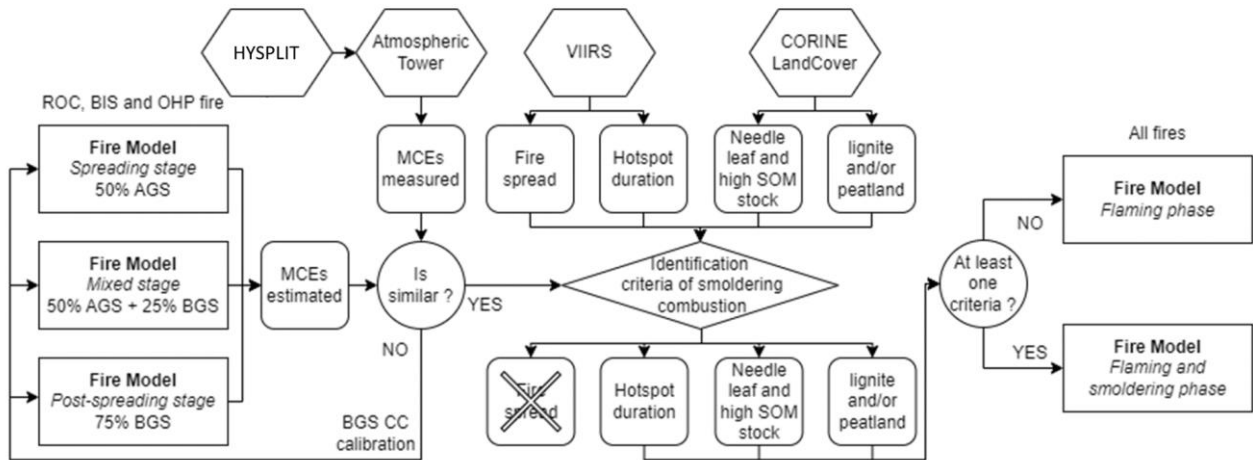 HYSPLIT
Atmospheric
Tower
VIIRS
CORINE
LandCover
ROC, BIS and OHP fire
Fire Model
Spreading stage
50% AGS
Fire Model
Mixed stage
50% AGS + 25% BGS
Fire Model
Post-spreading stage
75% BGS
MCEs
estimated
MCEs
measured
Is
similar ?
YES
NO
BGS CC
calibration
Fire
spread
Hotspot
duration
Needle
leaf and
high SOM
stock
lignite
and/or
peatland
Identification
criteria of smoldering
combustion
Fire
spread
Hotspot
duration
Needle
leaf and
high SOM
stock
lignite
and/or
peatland
At least
one
criteria ?
NO
YES
All fires
Fire Model
Flaming phase
Fire Model
Flaming and
smoldering phase